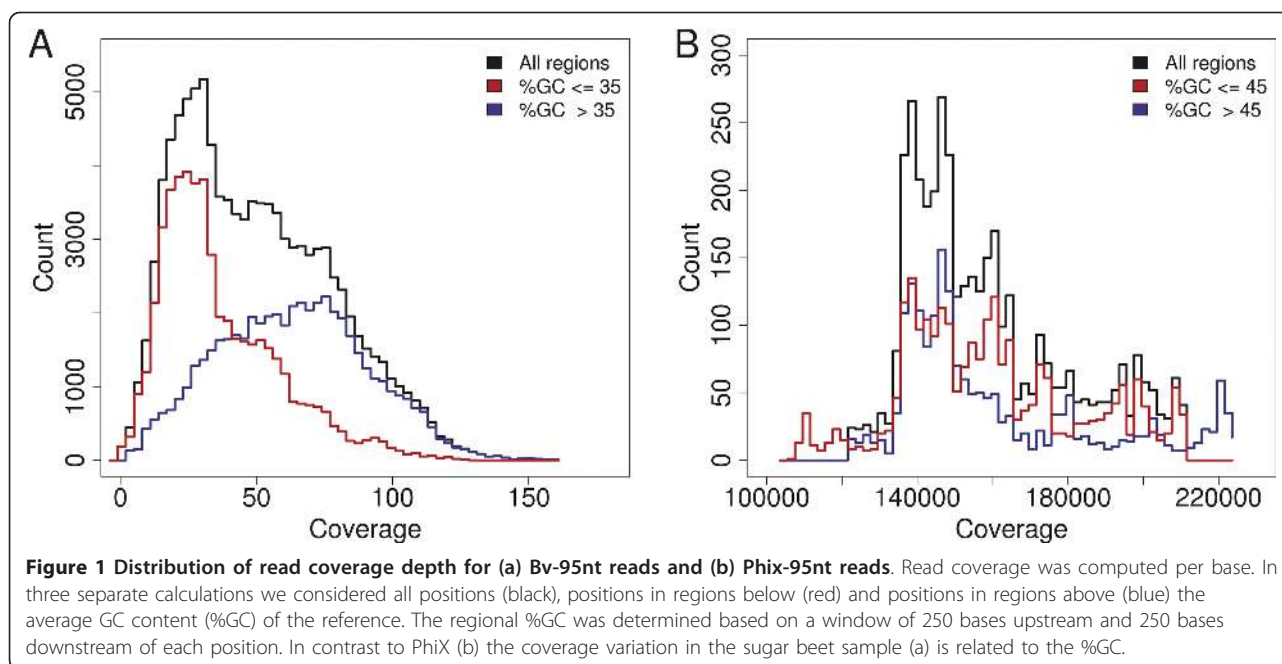 A
All regions
%GC <= 35
%GC > 35
Count
5000
3000
1000
0
0
50
100
150
Coverage
B
All regions
%GC <= 45
%GC > 45
Count
300
250
200
150
100
50
0
100000
140000
180000
220000
Coverage
Figure 1 Distribution of read coverage depth for (a) Bv-95nt reads and (b) Phix-95nt reads. Read coverage was computed per base. In
three separate calculations we considered all positions (black), positions in regions below (red) and positions in regions above (blue) the
average GC content (%GC) of the reference. The regional %GC was determined based on a window of 250 bases upstream and 250 bases
downstream of each position. In contrast to PhiX (b) the coverage variation in the sugar beet sample (a) is related to the %GC.